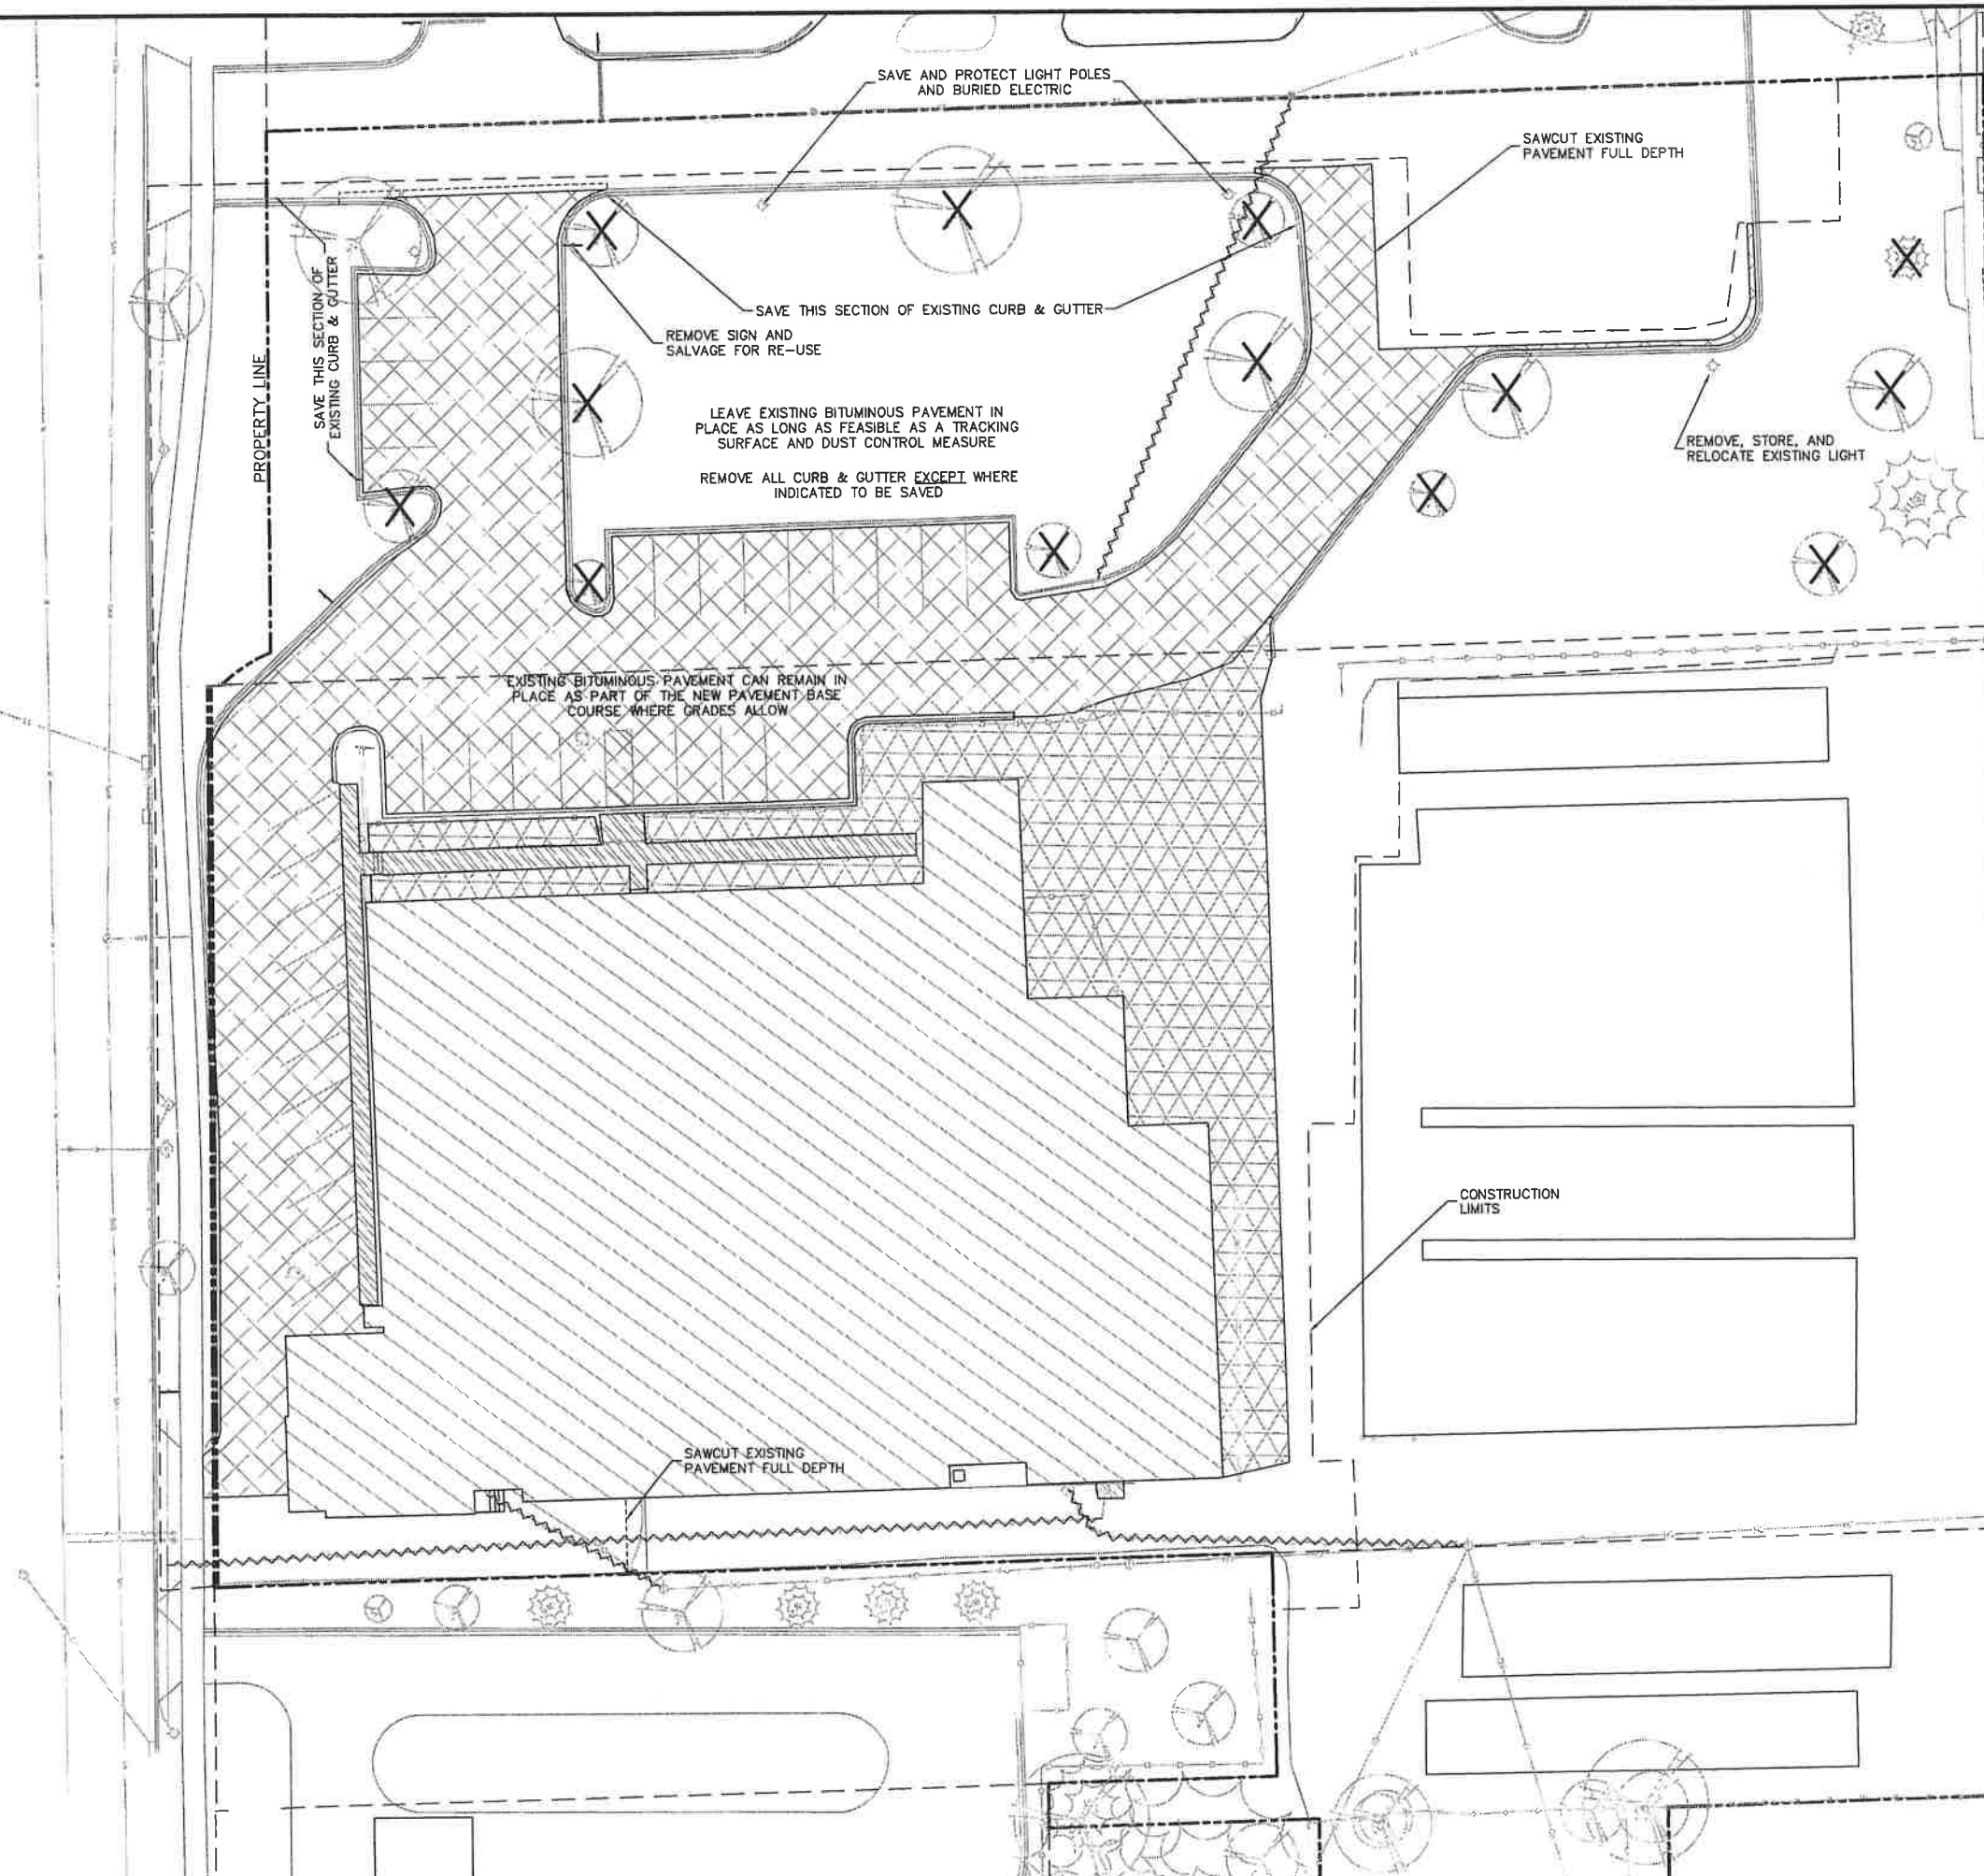 SAVE AND PROTECT LIGHT POLES
AND BURIED ELECTRIC
SAWCUT EXISTING
PAVEMENT FULL DEPTH
SAVE THIS SECTION OF
EXISTING CURB & GUTTER
PROPERTY LINE
SAVE THIS SECTION OF EXISTING CURB & GUTTER
REMOVE SIGN AND
SALVAGE FOR RE-USE
LEAVE EXISTING BITUMINOUS PAVEMENT IN
PLACE AS LONG AS FEASIBLE AS A TRACKING
SURFACE AND DUST CONTROL MEASURE
REMOVE ALL CURB & GUTTER EXCEPT WHERE
INDICATED TO BE SAVED
REMOVE, STORE, AND
RELOCATE EXISTING LIGHT
EXISTING BITUMINOUS PAVEMENT CAN REMAIN IN
PLACE AS PART OF THE NEW PAVEMENT BASE
COURSE WHERE GRADES ALLOW
CONSTRUCTION
LIMITS
SAWCUT EXISTING
PAVEMENT FULL DEPTH